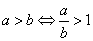 a > b ⇔ a/b > 1